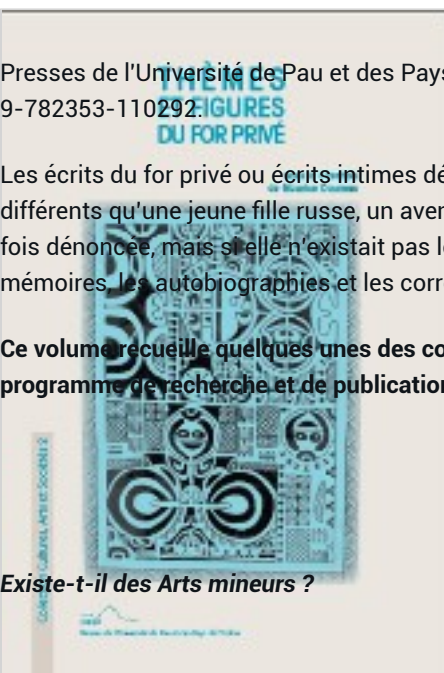 THÈMES
Presses de l'Université de Pau et des Pays
9-782353-110292.
ET FIGURES
DU FOR PRIVÉ
Les écrits du for privé ou écrits intimes dé
différents qu'une jeune fille russe, un aven
fois dénoncée, mais si elle n'existait pas le
mémoires, les autobiographies et les corr
Ce volume recueille quelques unes des co
programme de recherche et de publication
Existe-t-il des Arts mineurs ?